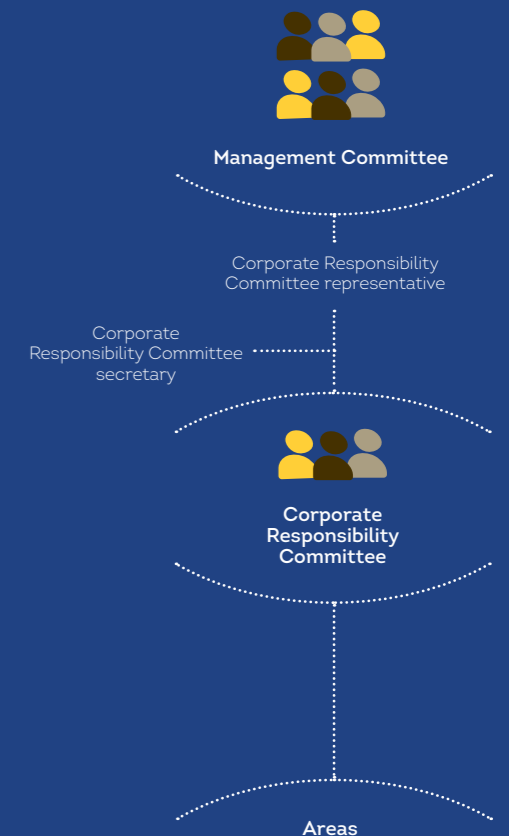 Management Committee
Corporate Responsibility
Committee representative
Corporate
Responsibility Committee
secretary
Corporate
Responsibility
Committee
Areas